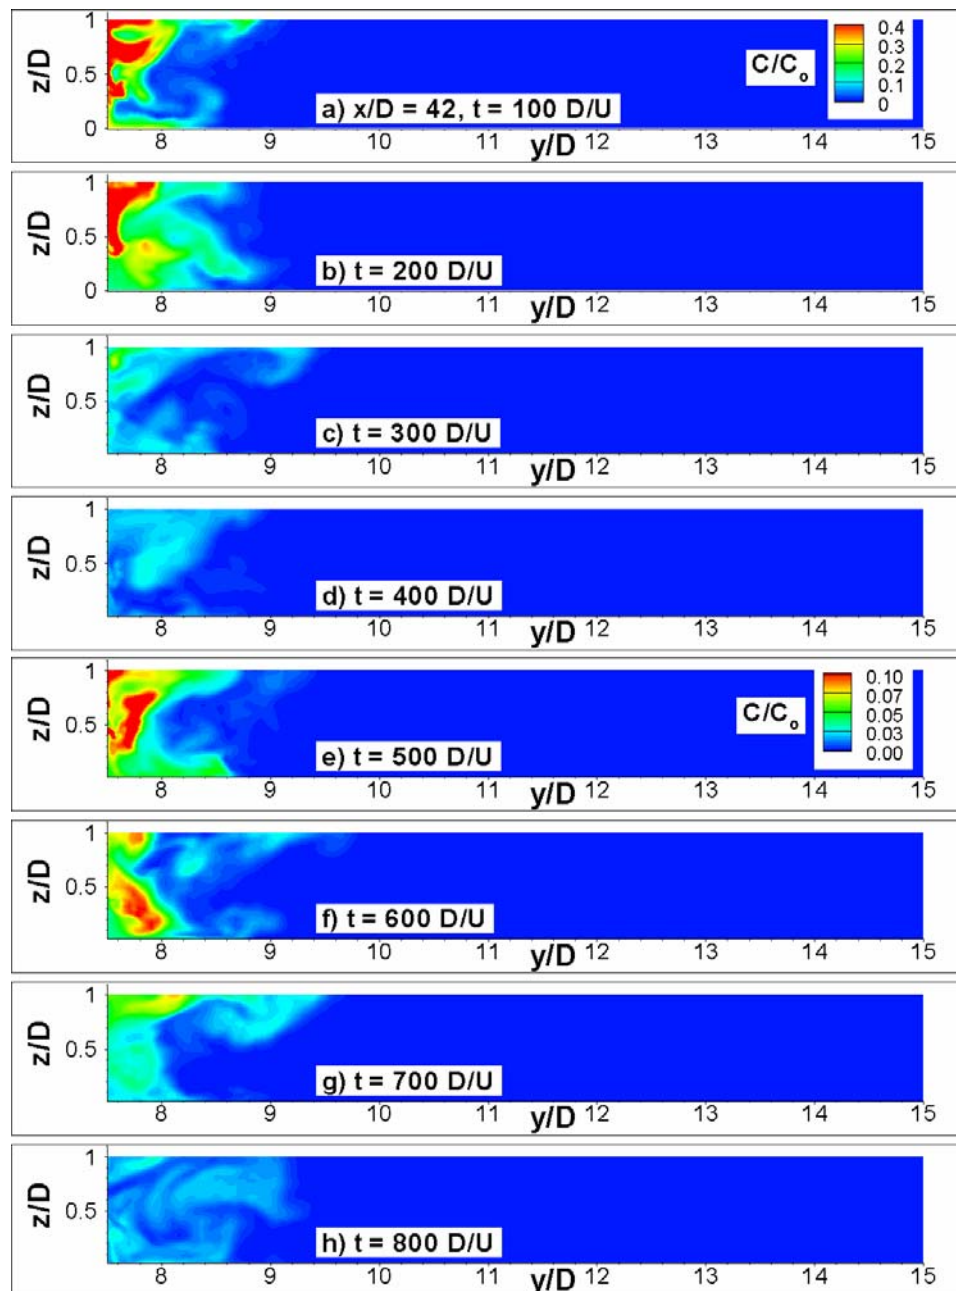 z/D
1
0.5
0
C/Co
0.4
0.3
0.2
0.1
0
a) x/D = 42, t = 100 D/U
8 9 10 11 12 13 14 15
y/D
z/D
1
0.5
0
b) t = 200 D/U
8 9 10 11 12 13 14 15
y/D
z/D
1
0.5
c) t = 300 D/U
8 9 10 11 12 13 14 15
y/D
z/D
1
0.5
d) t = 400 D/U
8 9 10 11 12 13 14 15
y/D
z/D
1
0.5
C/Co
0.10
0.07
0.05
0.03
0.00
e) t = 500 D/U
8 9 10 11 12 13 14 15
y/D
z/D
1
0.5
f) t = 600 D/U
8 9 10 11 12 13 14 15
y/D
z/D
1
0.5
g) t = 700 D/U
8 9 10 11 12 13 14 15
y/D
z/D
1
0.5
h) t = 800 D/U
8 9 10 11 12 13 14 15
y/D